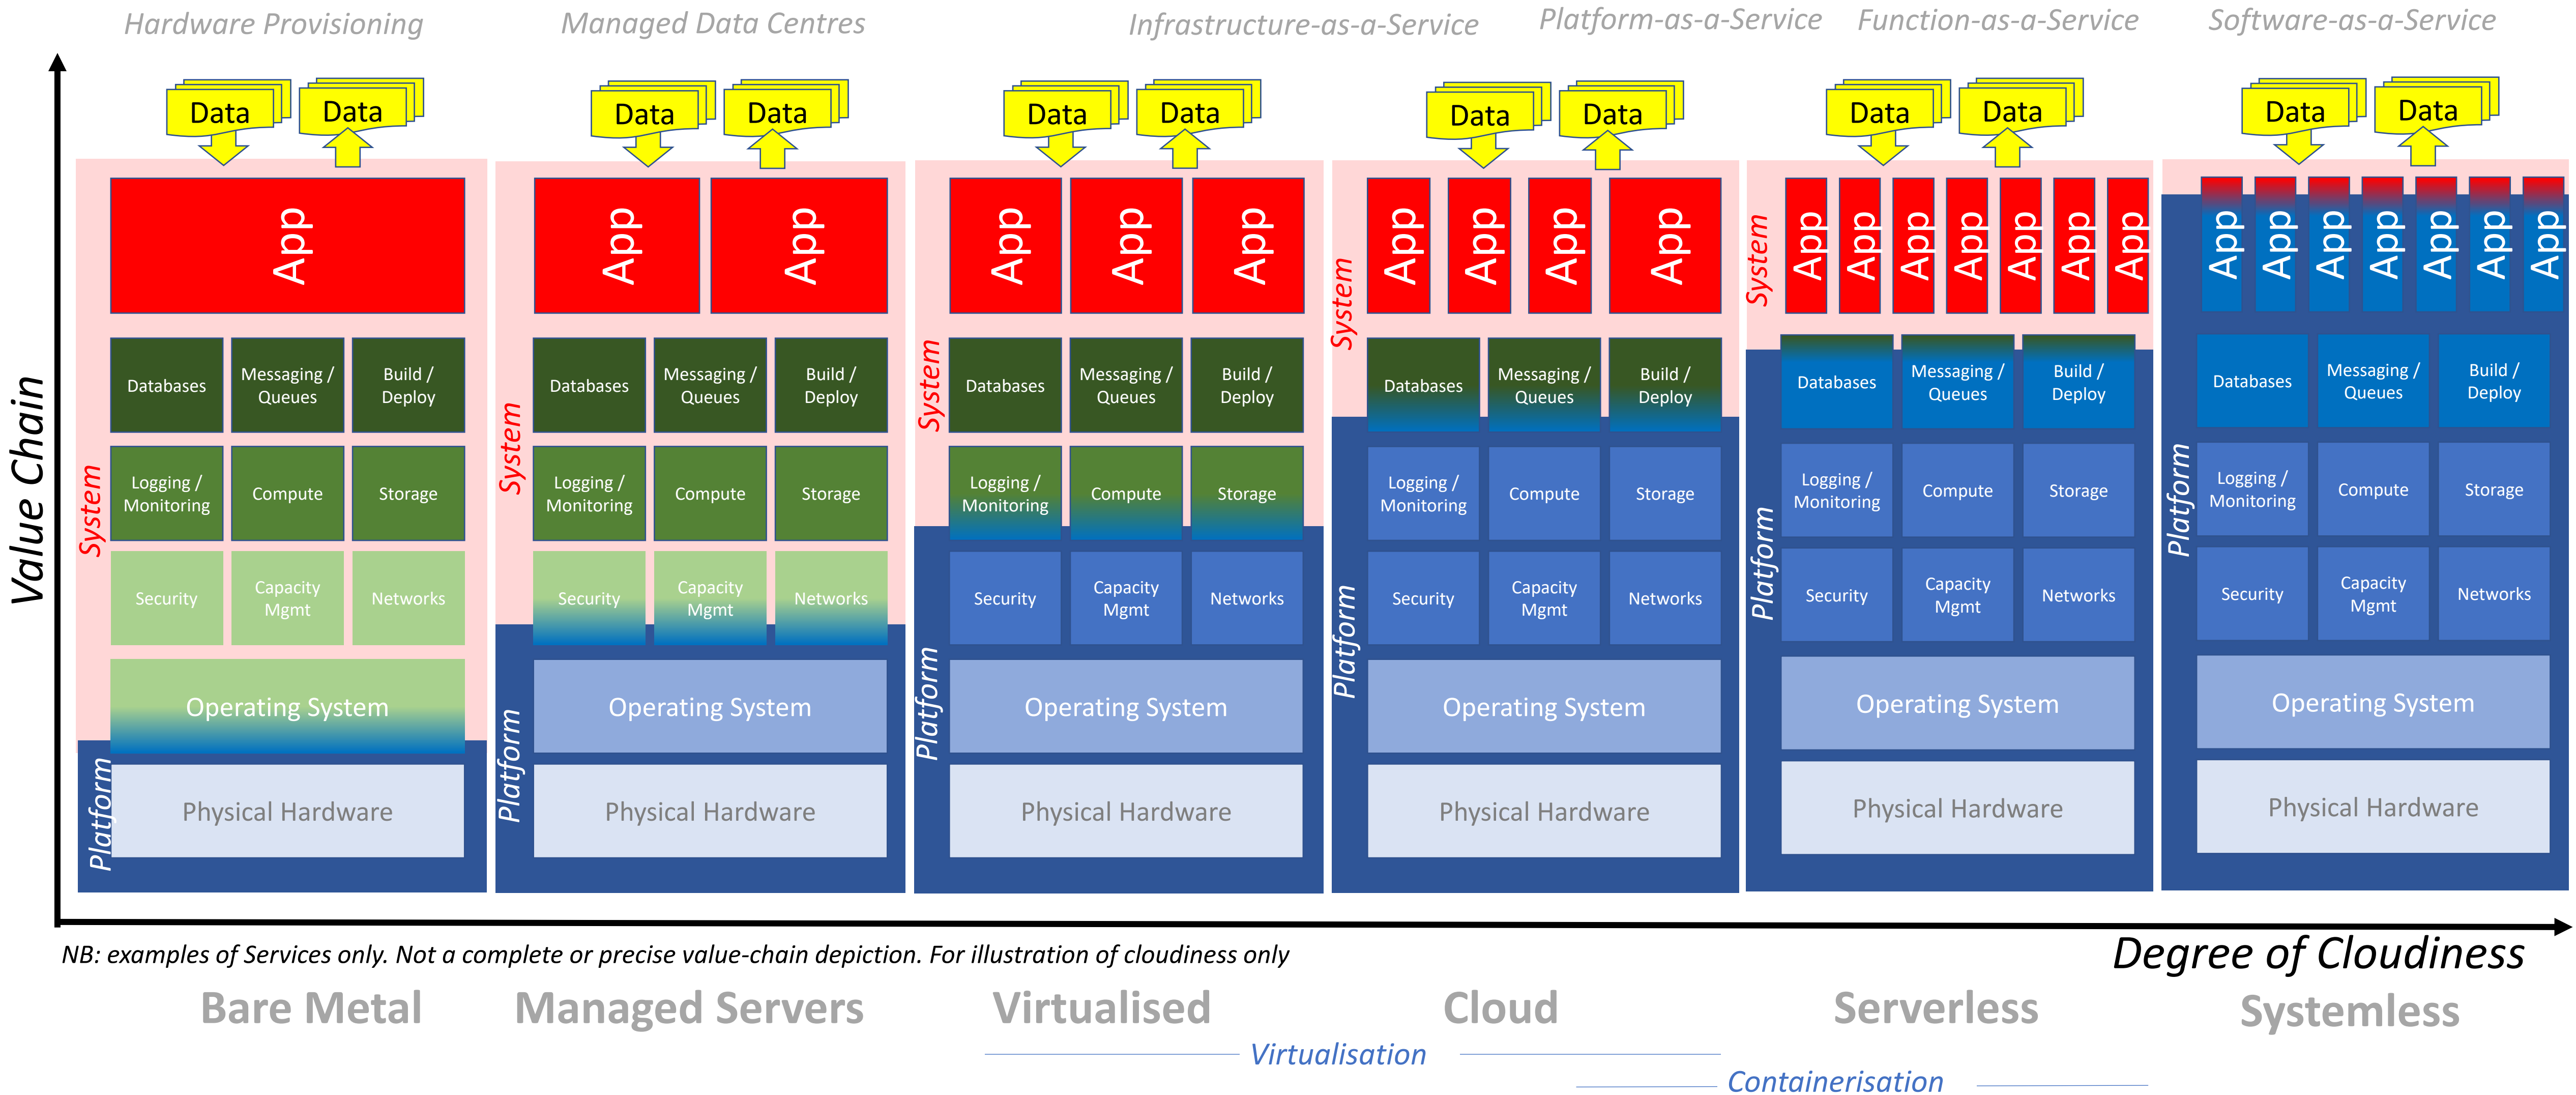 Hardware Provisioning
Managed Data Centres
Infrastructure-as-a-Service
Platform-as-a-Service
Function-as-a-Service
Software-as-a-Service
Value Chain
Data
Data
System
App
Databases
Messaging /
Queues
Build /
Deploy
Logging /
Monitoring
Compute
Storage
Security
Capacity
Mgmt
Networks
Operating System
Platform
Physical Hardware
Data
Data
System
App
App
Databases
Messaging /
Queues
Build /
Deploy
Logging /
Monitoring
Compute
Storage
Security
Capacity
Mgmt
Networks
Platform
Operating System
Physical Hardware
Data
Data
System
App
App
App
Databases
Messaging /
Queues
Build /
Deploy
Logging /
Monitoring
Compute
Storage
Platform
Security
Capacity
Mgmt
Networks
Operating System
Physical Hardware
Data
Data
System
App
App
App
App
Databases
Messaging /
Queues
Build /
Deploy
Platform
Logging /
Monitoring
Compute
Storage
Security
Capacity
Mgmt
Networks
Operating System
Physical Hardware
Data
Data
System
App
App
App
App
App
App
App
Platform
Databases
Messaging /
Queues
Build /
Deploy
Logging /
Monitoring
Compute
Storage
Security
Capacity
Mgmt
Networks
Operating System
Physical Hardware
Data
Data
App
App
App
App
App
App
App
Platform
Databases
Messaging /
Queues
Build /
Deploy
Logging /
Monitoring
Compute
Storage
Security
Capacity
Mgmt
Networks
Operating System
Physical Hardware
NB: examples of Services only. Not a complete or precise value-chain depiction. For illustration of cloudiness only
Degree of Cloudiness
Bare Metal
Managed Servers
Virtualised
Cloud
Serverless
Systemless
Virtualisation
Containerisation